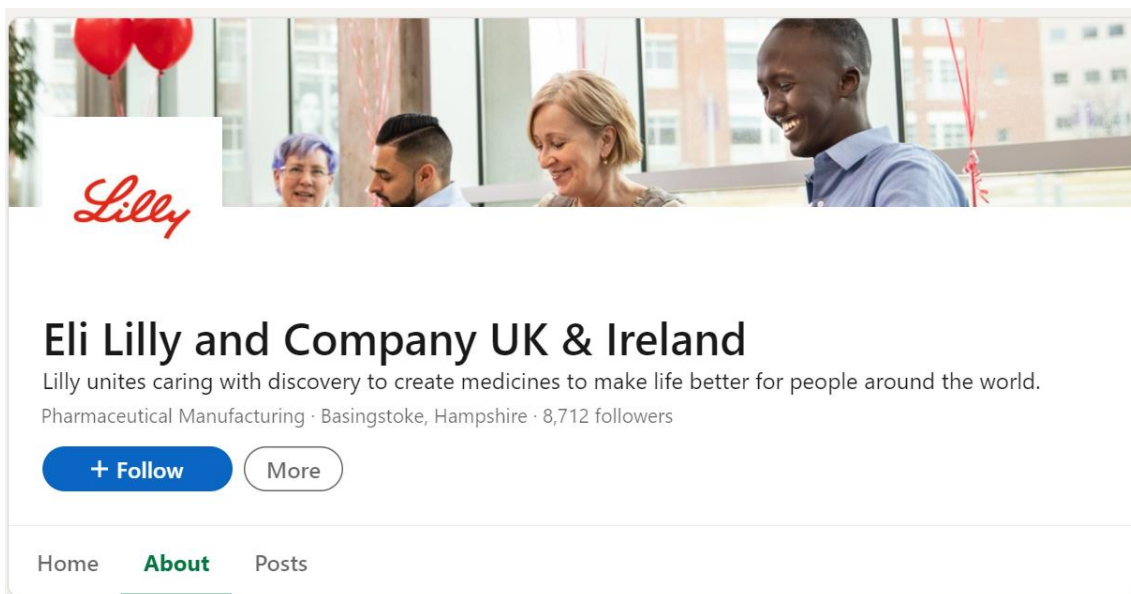 Lilly
Eli Lilly and Company UK & Ireland
Lilly unites caring with discovery to create medicines to make life better for people around the world.
Pharmaceutical Manufacturing · Basingstoke, Hampshire · 8,712 followers
+ Follow
More
Home About Posts